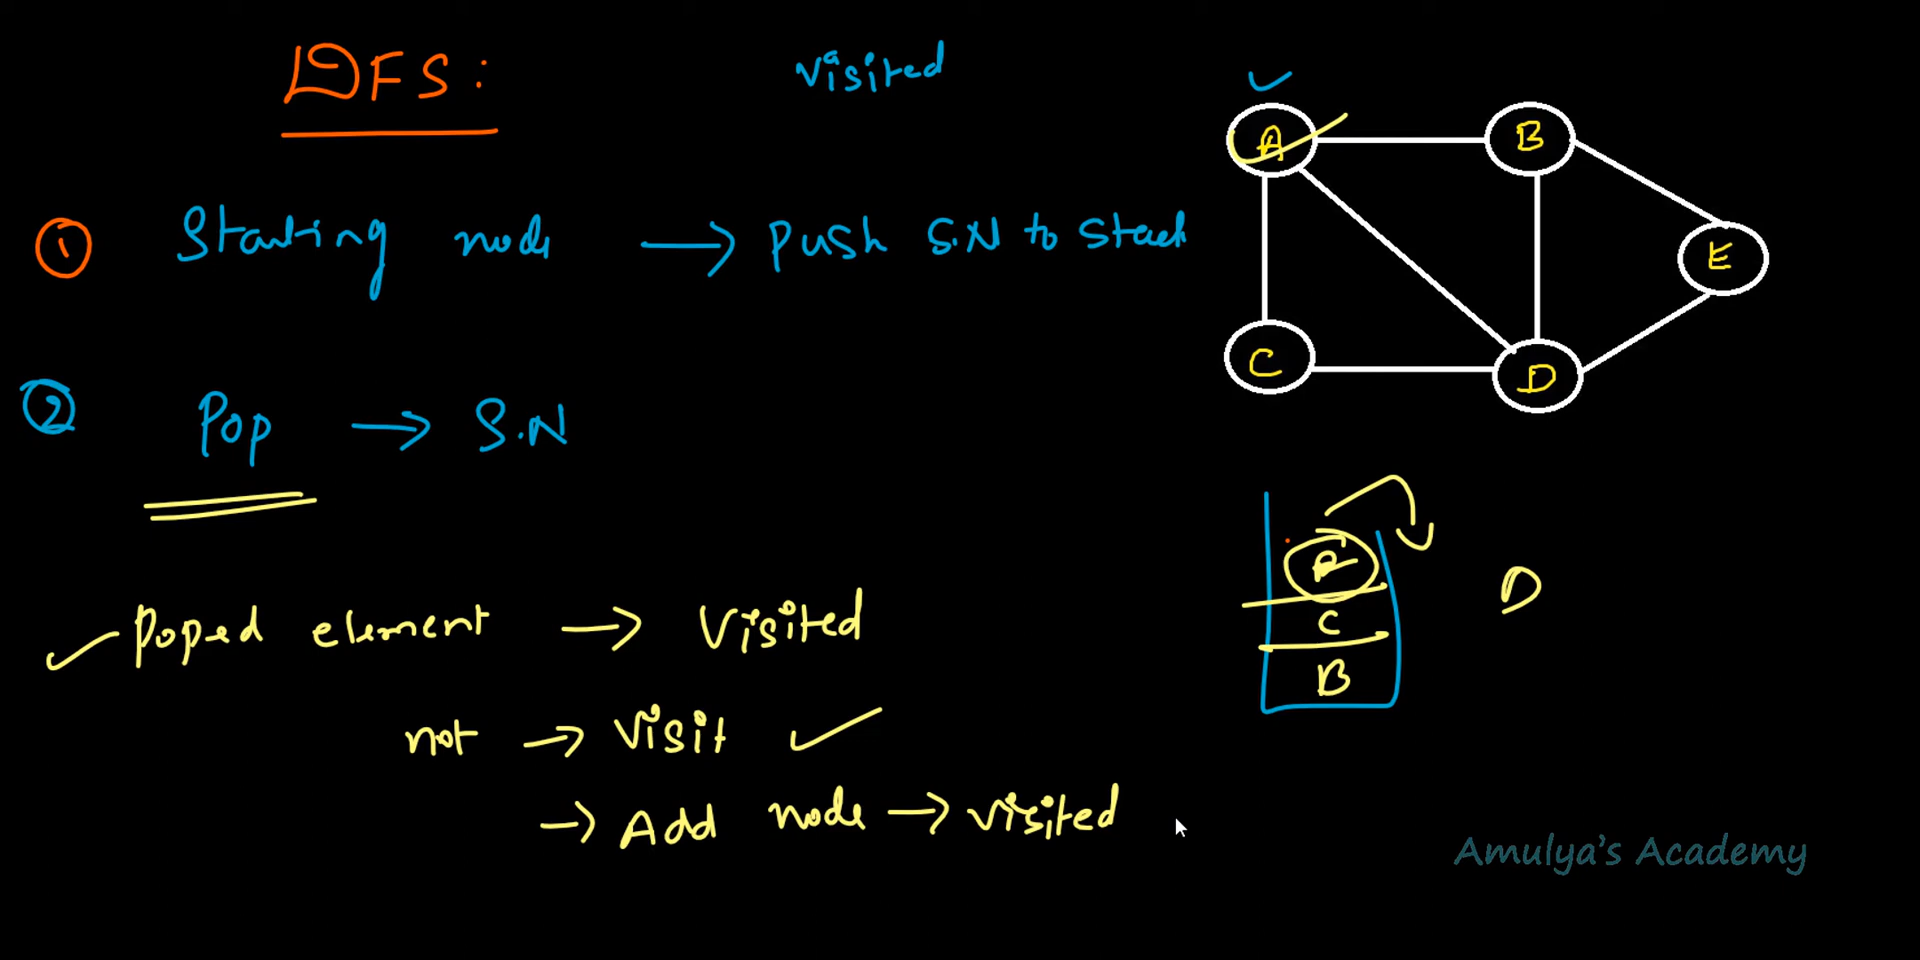 DFS:
visited
a
① Starting node → Push S.N to Stack
② Pop → S.N
Poped element → Visited
not → Visit
→ Add node → visited
A
B
E
C
D
C
B
D
Amulya's Academy